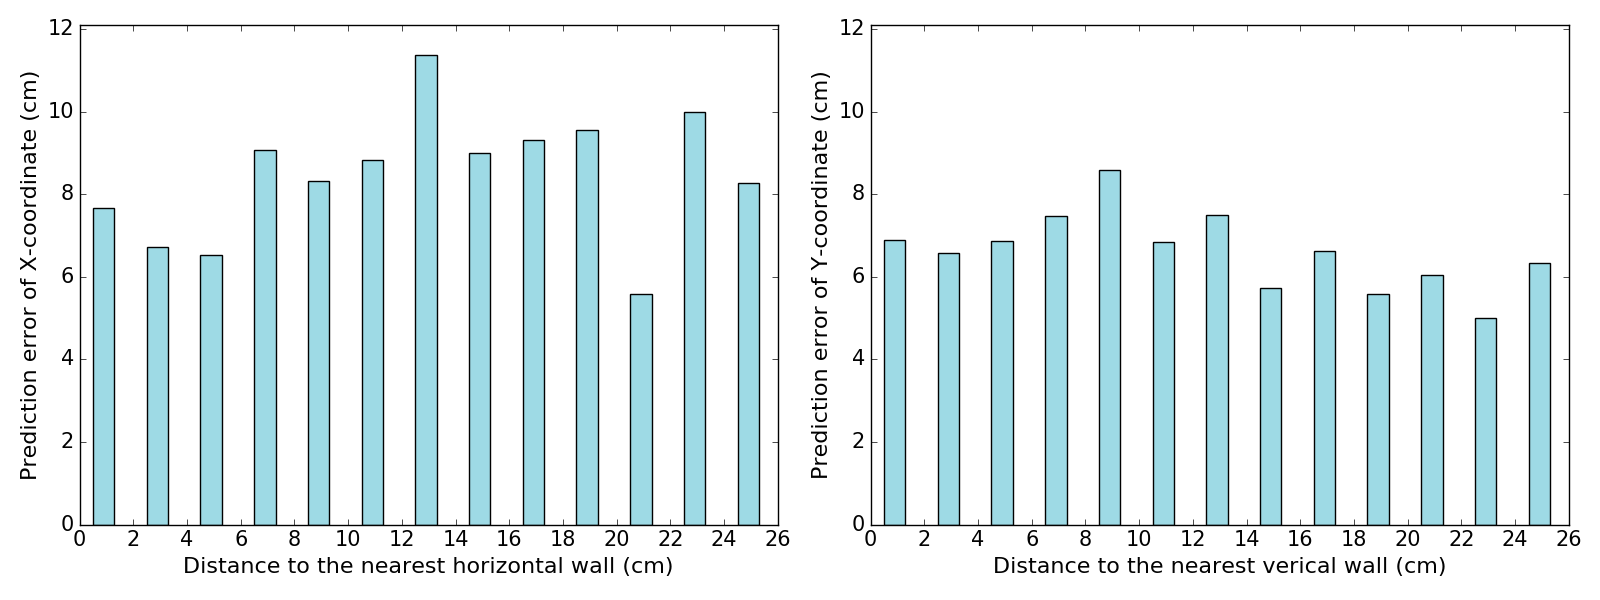 12
10
8
6
4
2
0
Prediction error of X-coordinate (cm)
0 2 4 6 8 10 12 14 16 18 20 22 24 26
Distance to the nearest horizontal wall (cm)
12
10
8
6
4
2
0
Prediction error of Y-coordinate (cm)
0 2 4 6 8 10 12 14 16 18 20 22 24 26
Distance to the nearest verical wall (cm)